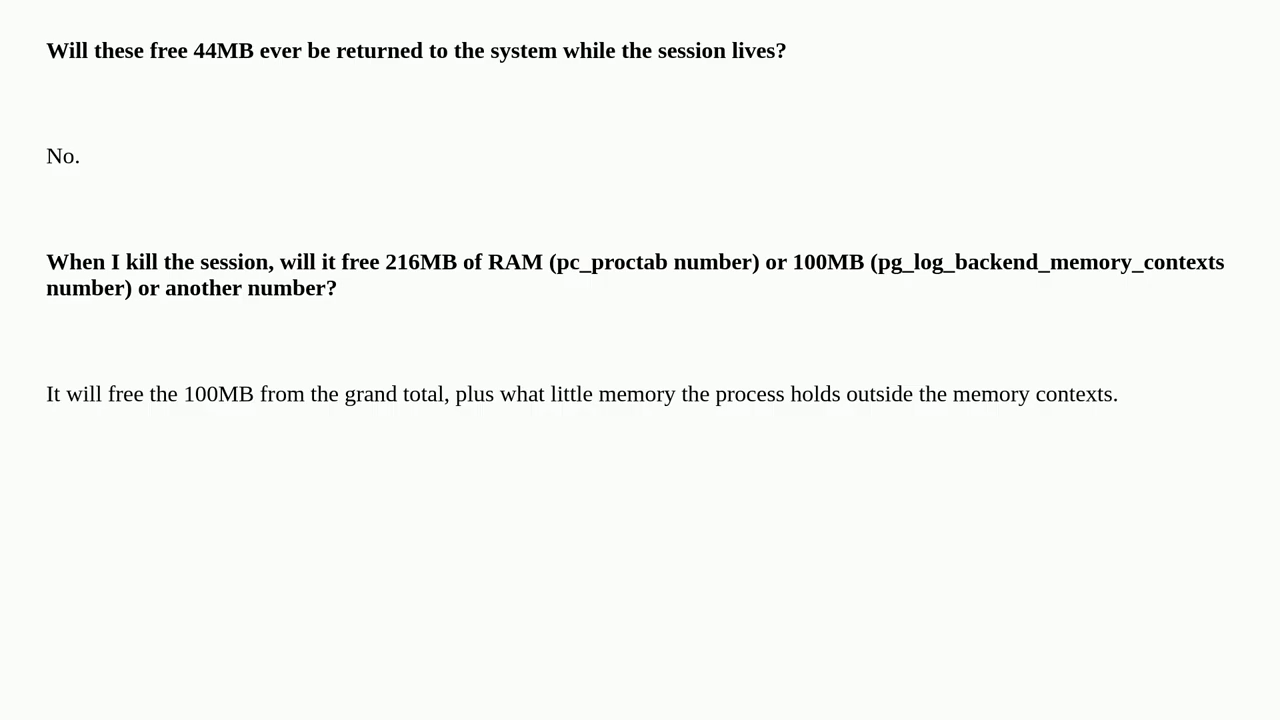 Will these free 44MB ever be returned to the system while the session lives?
No.
When I kill the session, will it free 216MB of RAM (pc_proctab number) or 100MB (pg_log_backend_memory_contexts
number) or another number?
It will free the 100MB from the grand total, plus what little memory the process holds outside the memory contexts.